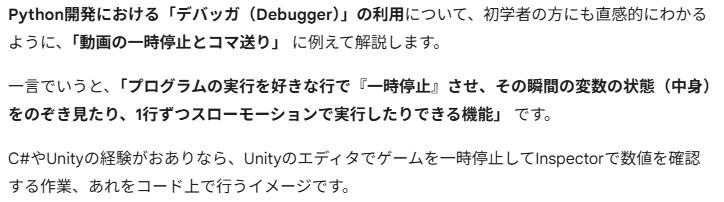 Python開発における「デバッガ（Debugger）」の利用について、初学者の方にも直感的にわかる
ように、「動画の一時停止とコマ送り」 に例えて解説します。
一言でいうと、「プログラムの実行を好きな行で『一時停止』させ、その瞬間の変数の状態（中身）
をのぞき見たり、1行ずつスローモーションで実行したりできる機能」 です。
C#やUnityの経験がおありなら、Unityのエディタでゲームを一時停止してInspectorで数値を確認
する作業、あれをコード上で行うイメージです。